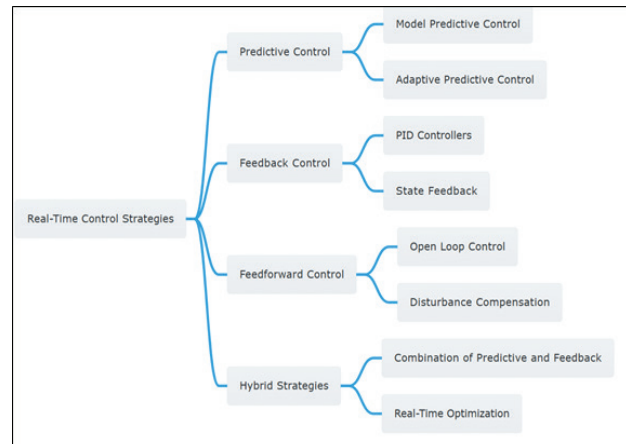 Real-Time Control Strategies
Predictive Control
Model Predictive Control
Adaptive Predictive Control
Feedback Control
PID Controllers
State Feedback
Feedforward Control
Open Loop Control
Disturbance Compensation
Hybrid Strategies
Combination of Predictive and Feedback
Real-Time Optimization